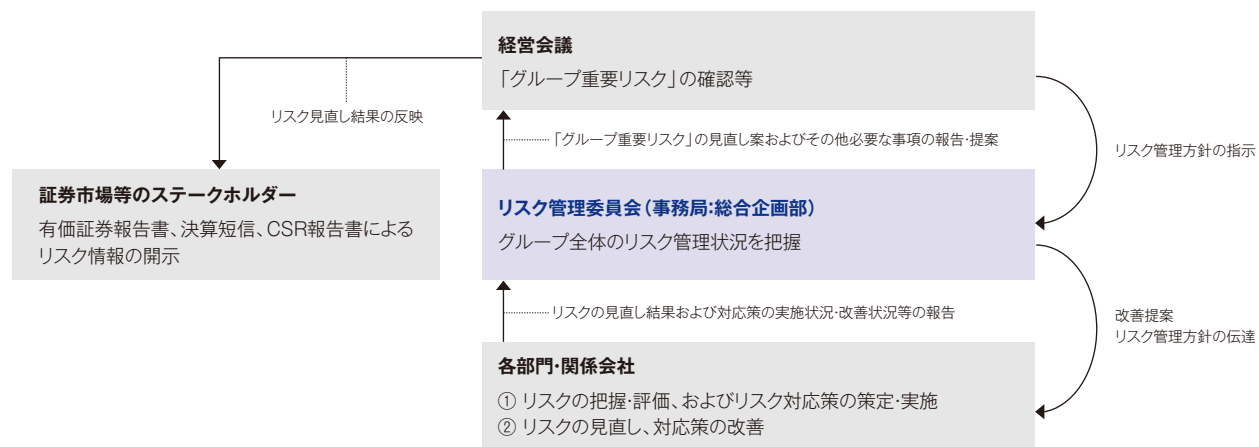 経営会議
「グループ重要リスク」の確認等
リスク見直し結果の反映
「グループ重要リスク」の見直し案およびその他必要な事項の報告・提案
リスク管理方針の指示
証券市場等のステークホルダー
有価証券報告書、決算短信、CSR報告書による
リスク情報の開示
リスク管理委員会（事務局：総合企画部）
グループ全体のリスク管理状況を把握
リスクの見直し結果および対応策の実施状況・改善状況等の報告
改善提案
リスク管理方針の伝達
各部門・関係会社
① リスクの把握・評価、およびリスク対応策の策定・実施
② リスクの見直し、対応策の改善